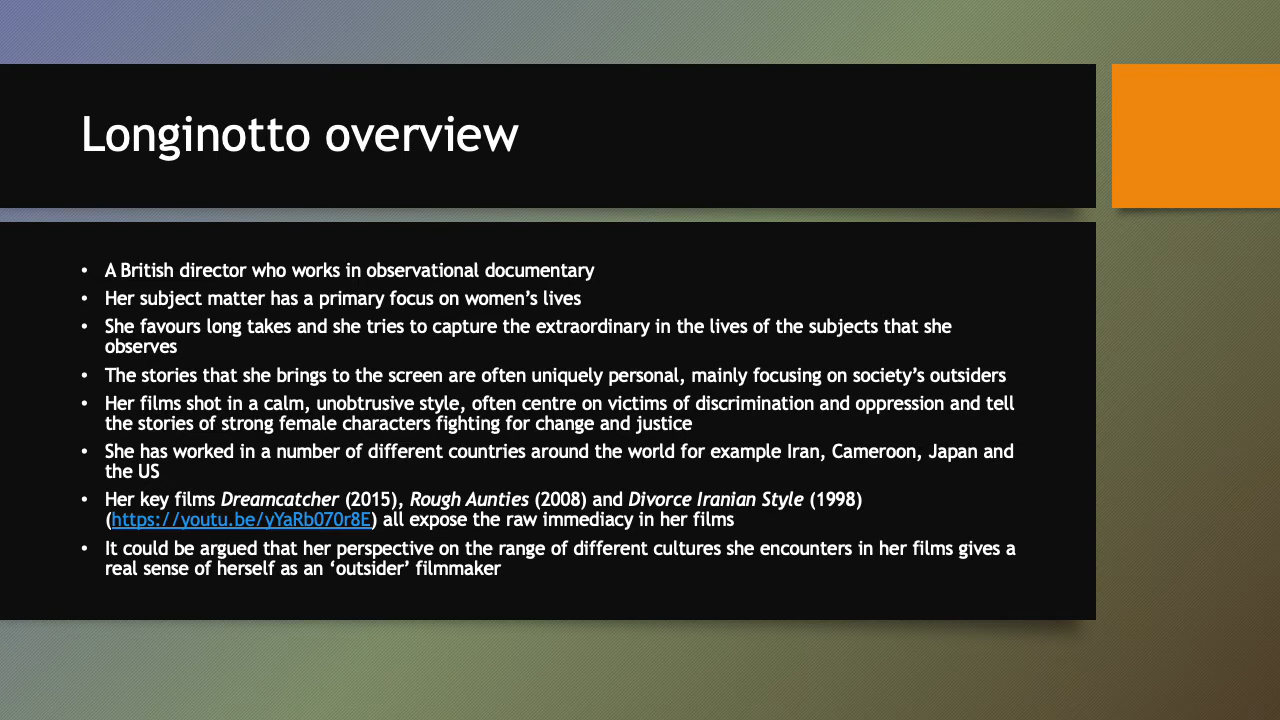 Longinotto overview
• A British director who works in observational documentary
• Her subject matter has a primary focus on women’s lives
• She favours long takes and she tries to capture the extraordinary in the lives of the subjects that she
observes
• The stories that she brings to the screen are often uniquely personal, mainly focusing on society’s outsiders
• Her films shot in a calm, unobtrusive style, often centre on victims of discrimination and oppression and tell
the stories of strong female characters fighting for change and justice
• She has worked in a number of different countries around the world for example Iran, Cameroon, Japan and
the US
• Her key films Dreamcatcher (2015), Rough Aunties (2008) and Divorce Iranian Style (1998)
(https://youtu.be/yYaRb070r8E) all expose the raw immediacy in her films
• It could be argued that her perspective on the range of different cultures she encounters in her films gives a
real sense of herself as an ‘outsider’ filmmaker